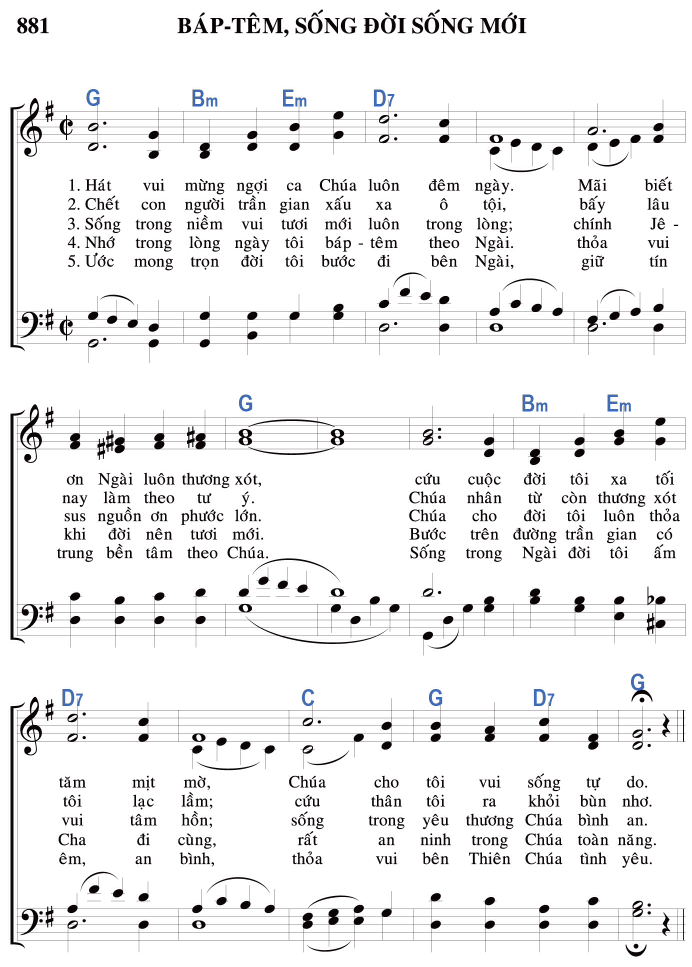 881 BÁP-TÊM, SỐNG ĐỜI SỐNG MỚI
G Bm Em D7
1. Hát vui mừng ngợi ca Chúa luôn đêm ngày. Mãi biết
2. Chết con người trần gian xấu xa ô tội, bấy lâu
3. Sống trong niềm vui tươi mới luôn trong lòng; chính Jê-
4. Nhớ trong lòng ngày tôi báp-têm theo Ngài. thỏa vui
5. Ước mong trọn đời tôi bước đi bên Ngài, giữ tín
G Bm Em
ơn Ngài luôn thương xót, cứu cuộc đời tôi xa tối
nay làm theo tư ý. Chúa nhân từ còn thương xót
sus nguồn ơn phước lớn. Chúa cho đời tôi luôn thỏa
khi đời nên tươi mới. Bước trên đường trần gian có
trung bền tâm theo Chúa. Sống trong Ngài đời tôi ấm
D7 C G D7 G
tăm mịt mờ, Chúa cho tôi vui sống tự do.
tôi lạc lầm; cứu thân tôi ra khỏi bùn nhơ.
vui tâm hồn; sống trong yêu thương Chúa bình an.
Cha đi cùng, rất an ninh trong Chúa toàn năng.
êm, an bình, thỏa vui bên Thiên Chúa tình yêu.